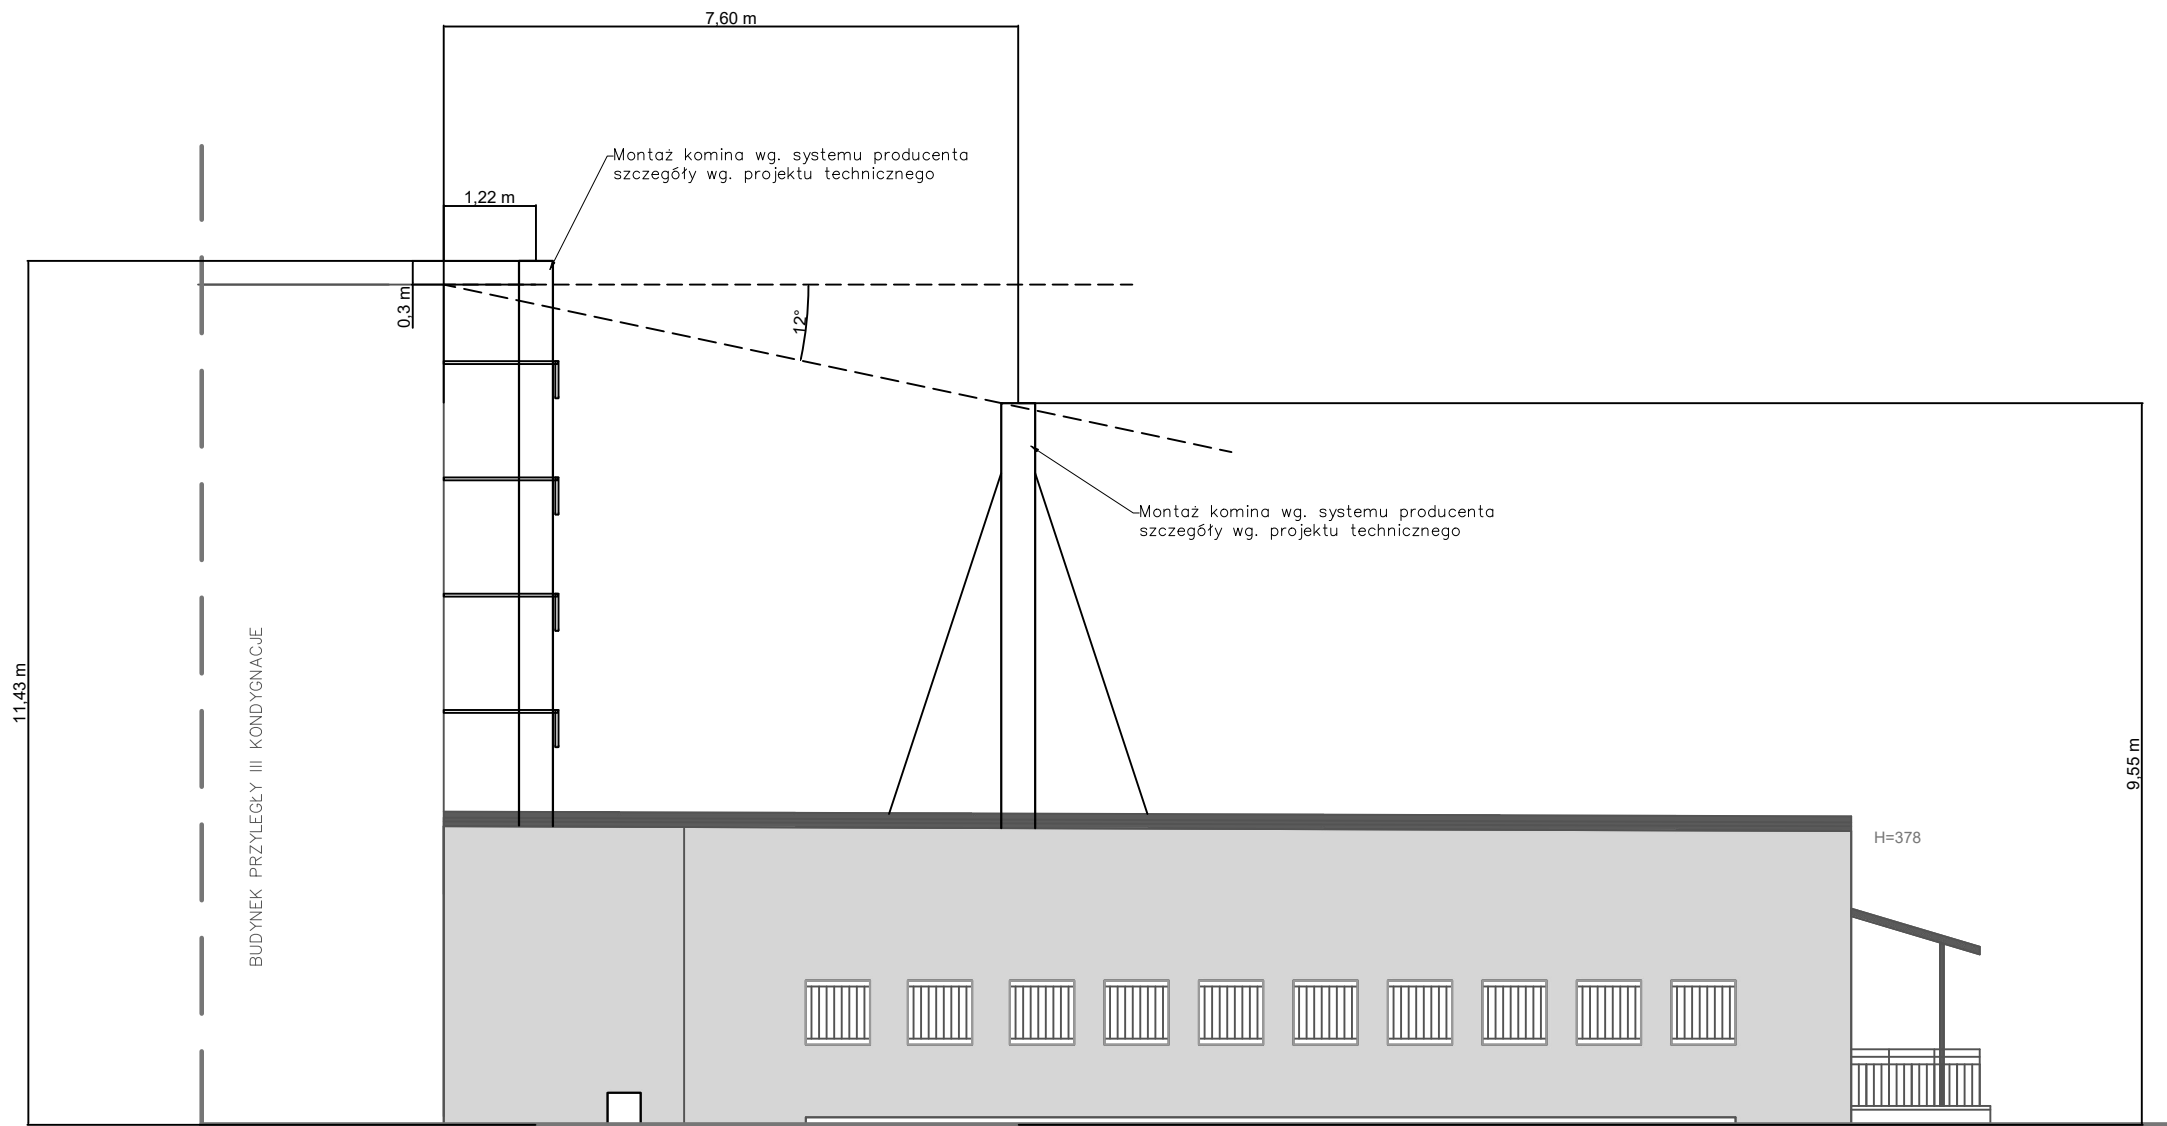 7,60 m
Montaż komina wg. systemu producenta
szczegóły wg. projektu technicznego
1,22 m
0,3 m
12°
Montaż komina wg. systemu producenta
szczegóły wg. projektu technicznego
11,43 m
BUDYNEK PRZYLEGŁY III KONDYGNACJE
9,55 m
H=378